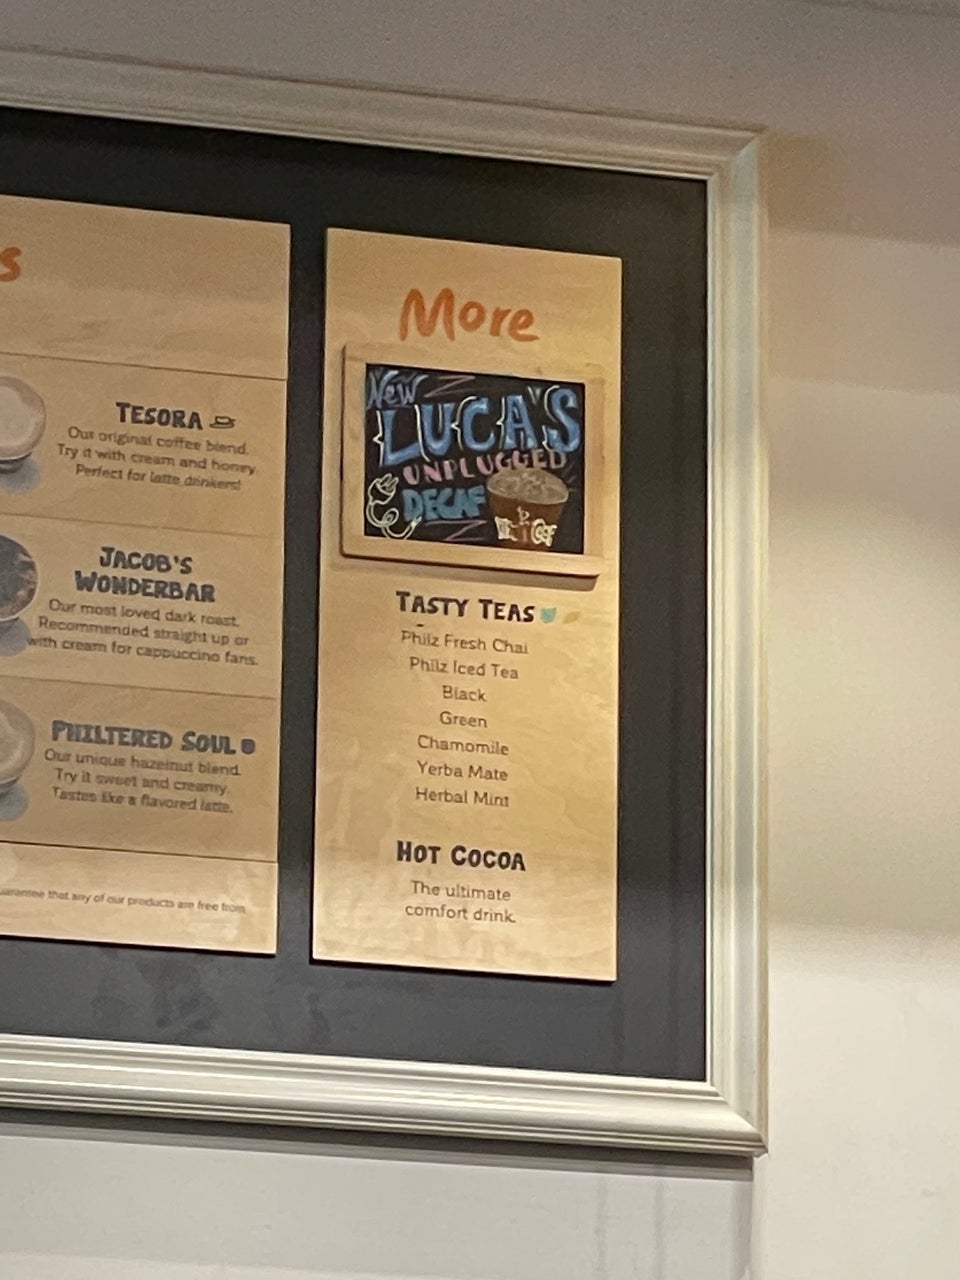 s
TESORA
Our original coffee blend.
Try it with cream and honey.
Perfect for latte drinkers!
JACOB'S
WONDERBAR
Our most loved dark roast.
Recommended straight up or
with cream for cappuccino fans.
PHILTERED SOUL
Our unique hazelnut blend.
Try it sweet and creamy.
Tastes like a flavored latte.
guarantee that any of our products are free from
More
NEW
LUCA'S
UNPLUGGED
DECAF
TASTY TEAS
Philz Fresh Chai
Philz Iced Tea
Black
Green
Chamomile
Yerba Mate
Herbal Mint
HOT COCOA
The ultimate
comfort drink.